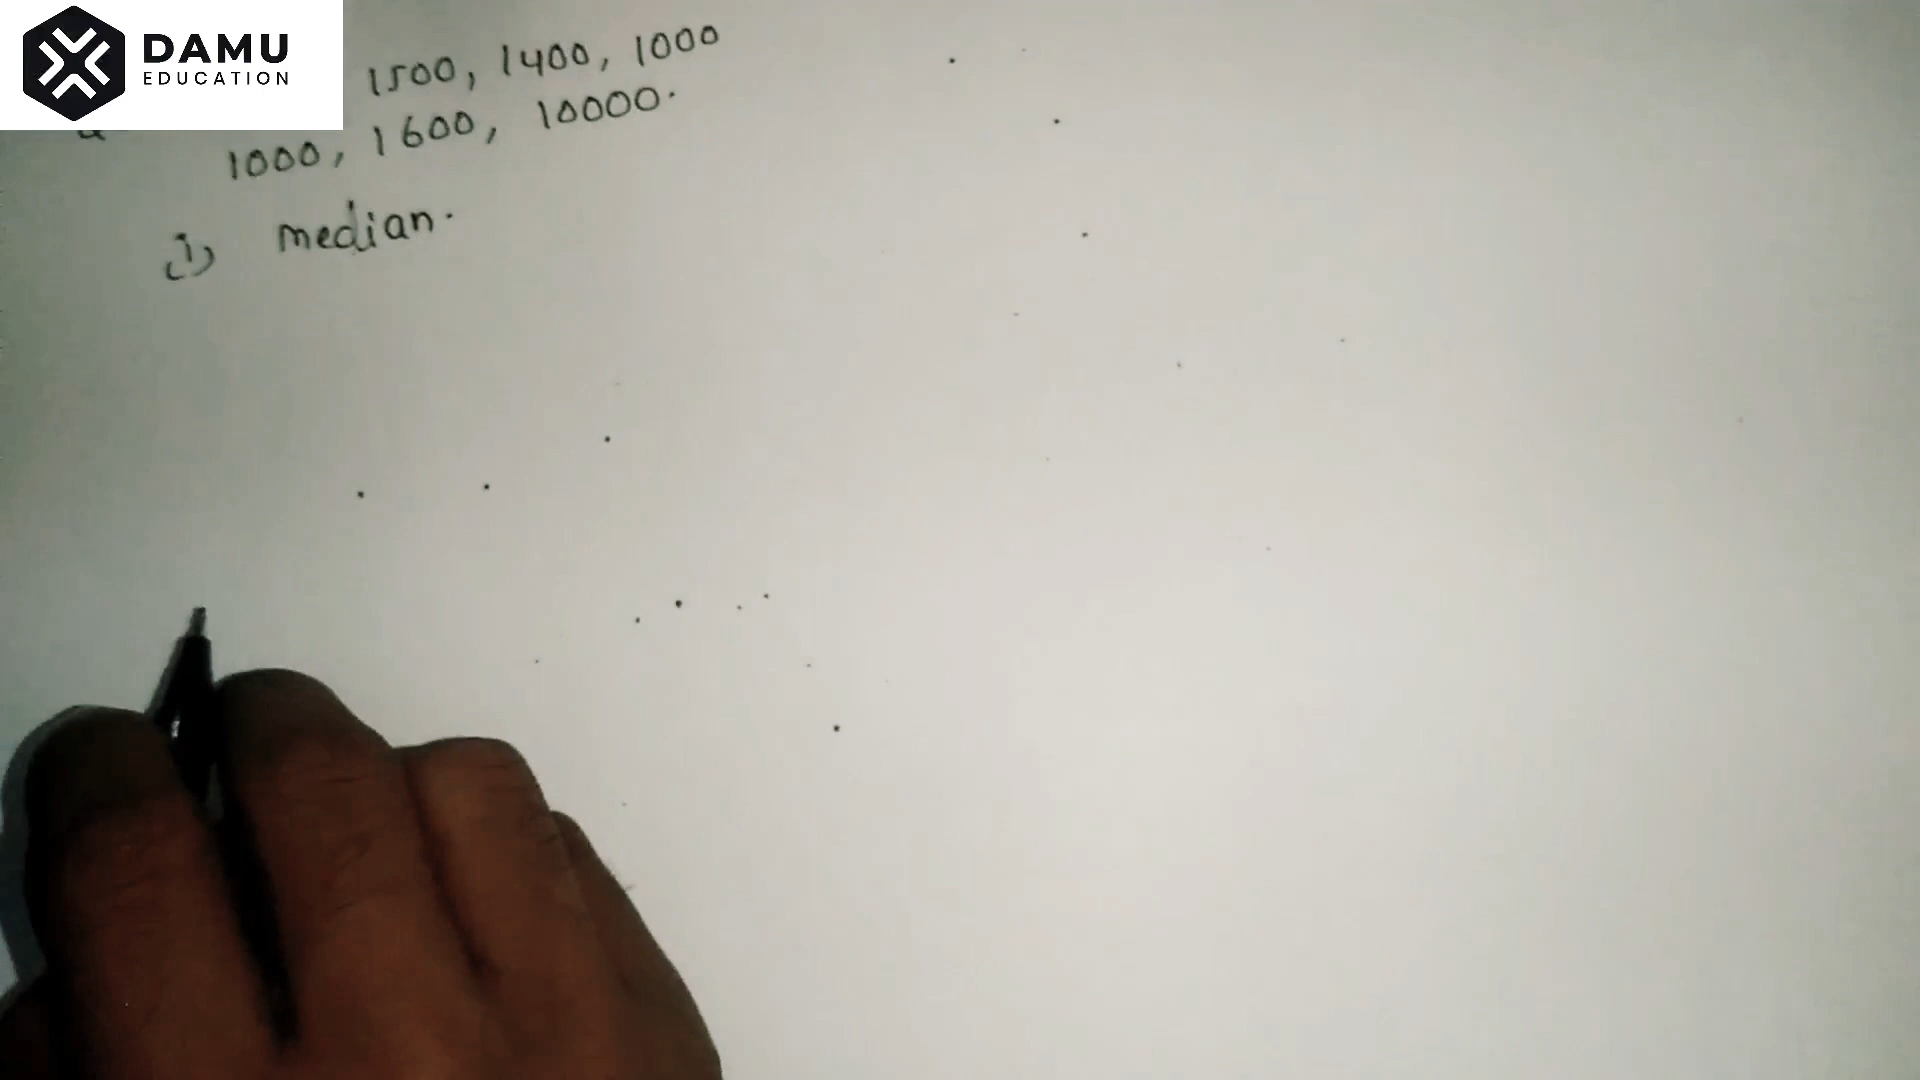 DAMU
EDUCATION
1500, 1400, 1000
1000, 1600, 10000.
(i) median.